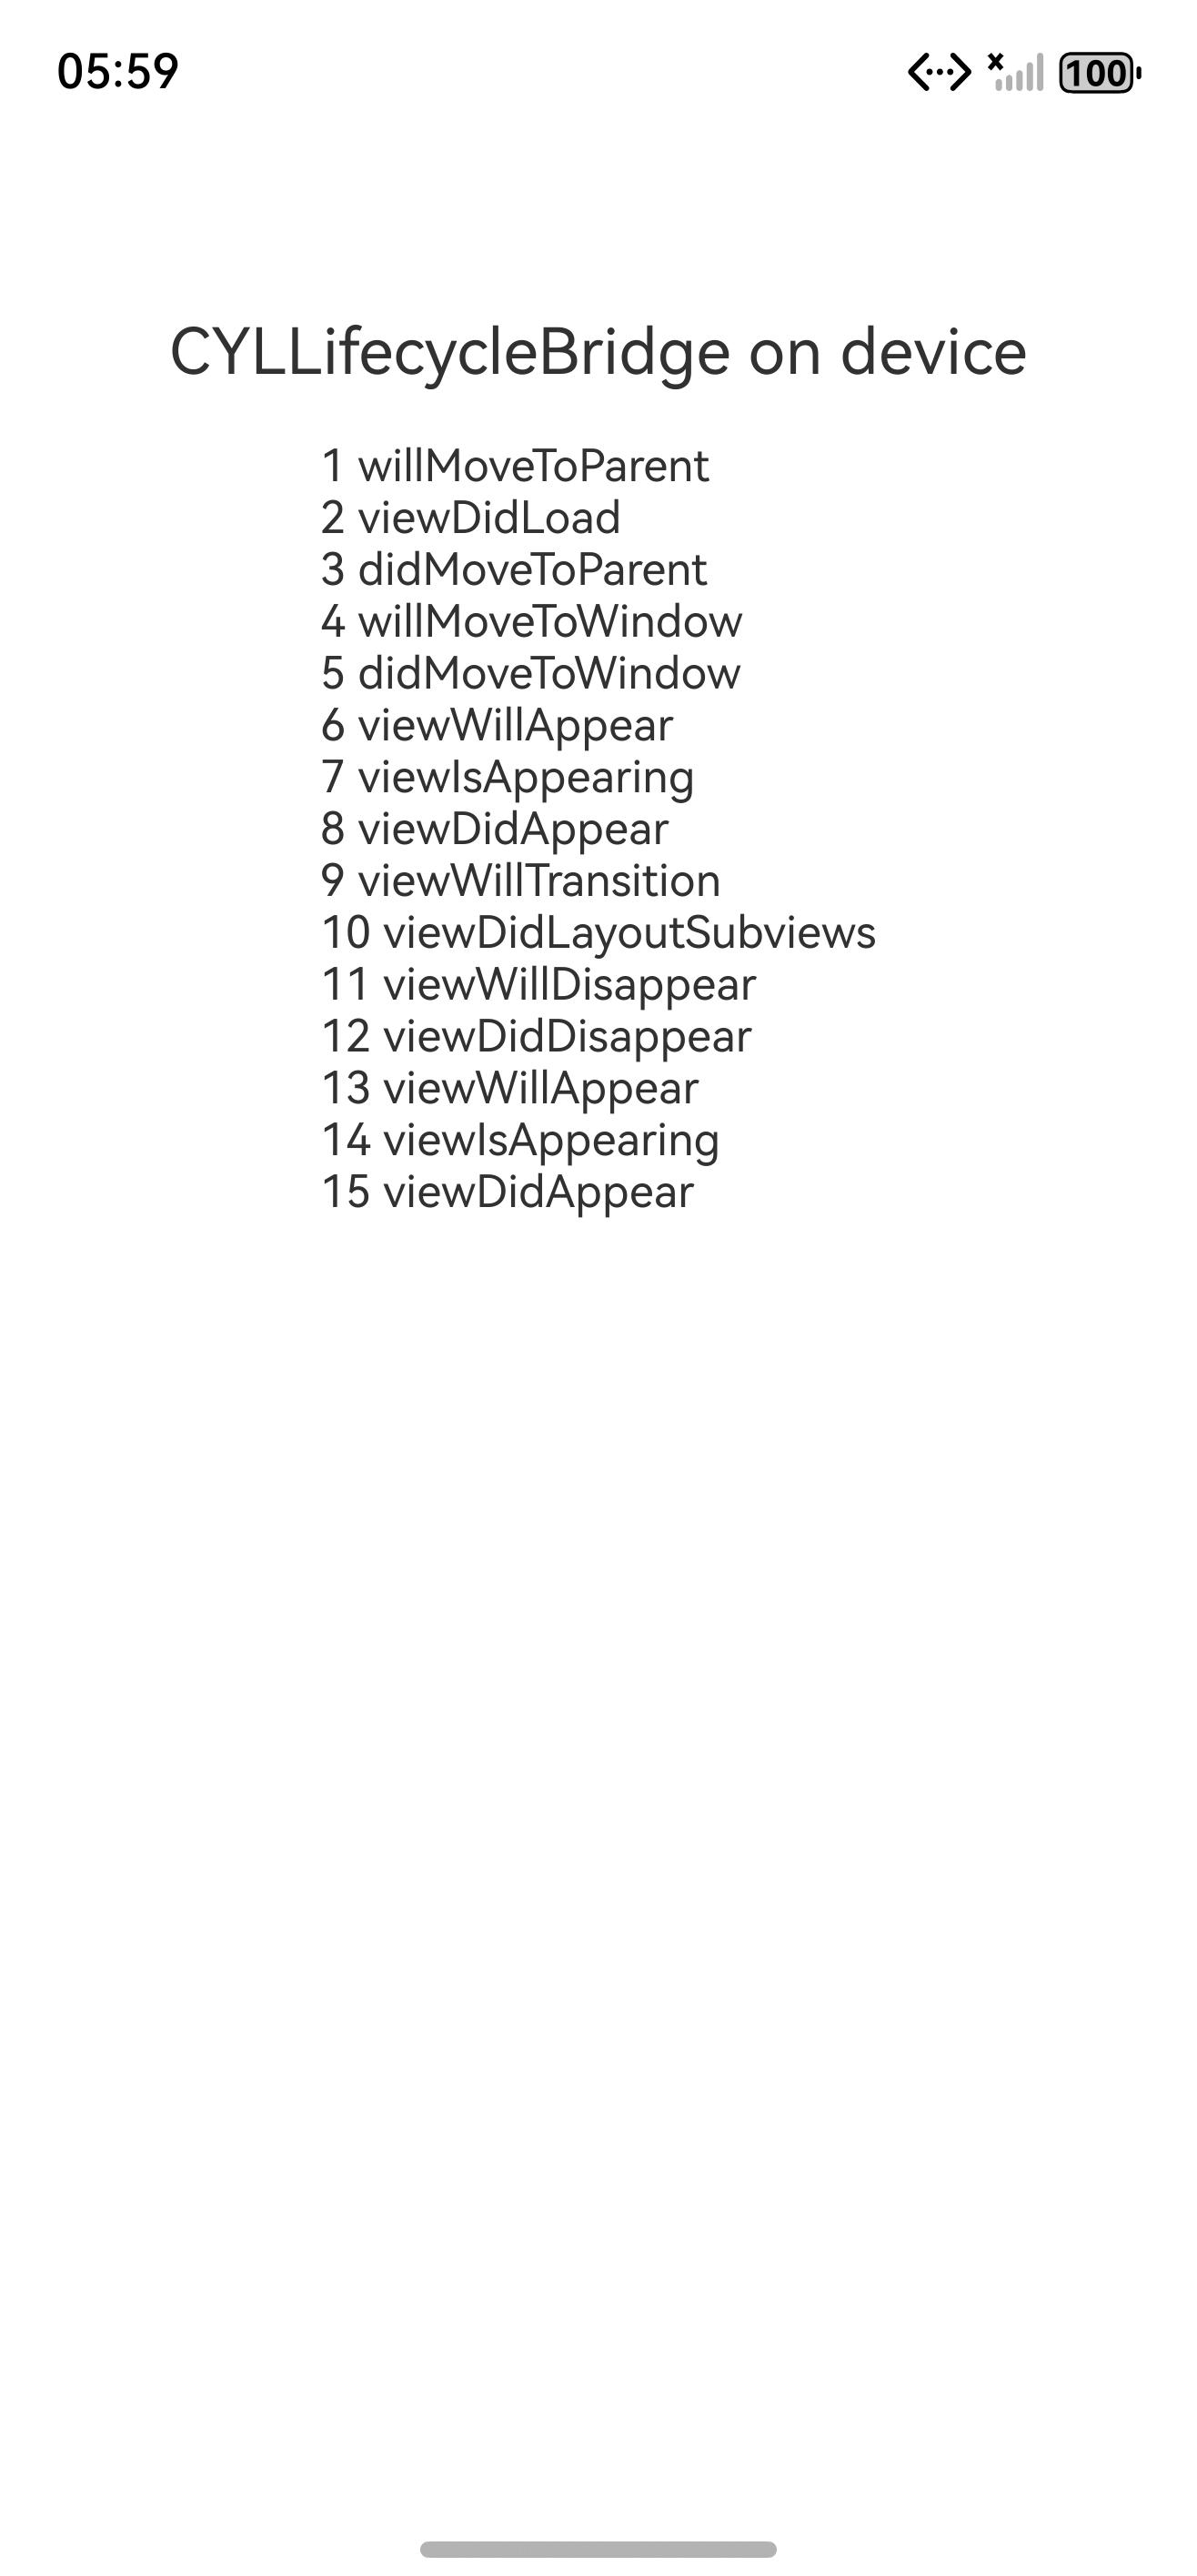 05:59
100
CYLLifecycleBridge on device
1 willMoveToParent
2 viewDidLoad
3 didMoveToParent
4 willMoveToWindow
5 didMoveToWindow
6 viewWillAppear
7 viewIsAppearing
8 viewDidAppear
9 viewWillTransition
10 viewDidLayoutSubviews
11 viewWillDisappear
12 viewDidDisappear
13 viewWillAppear
14 viewIsAppearing
15 viewDidAppear